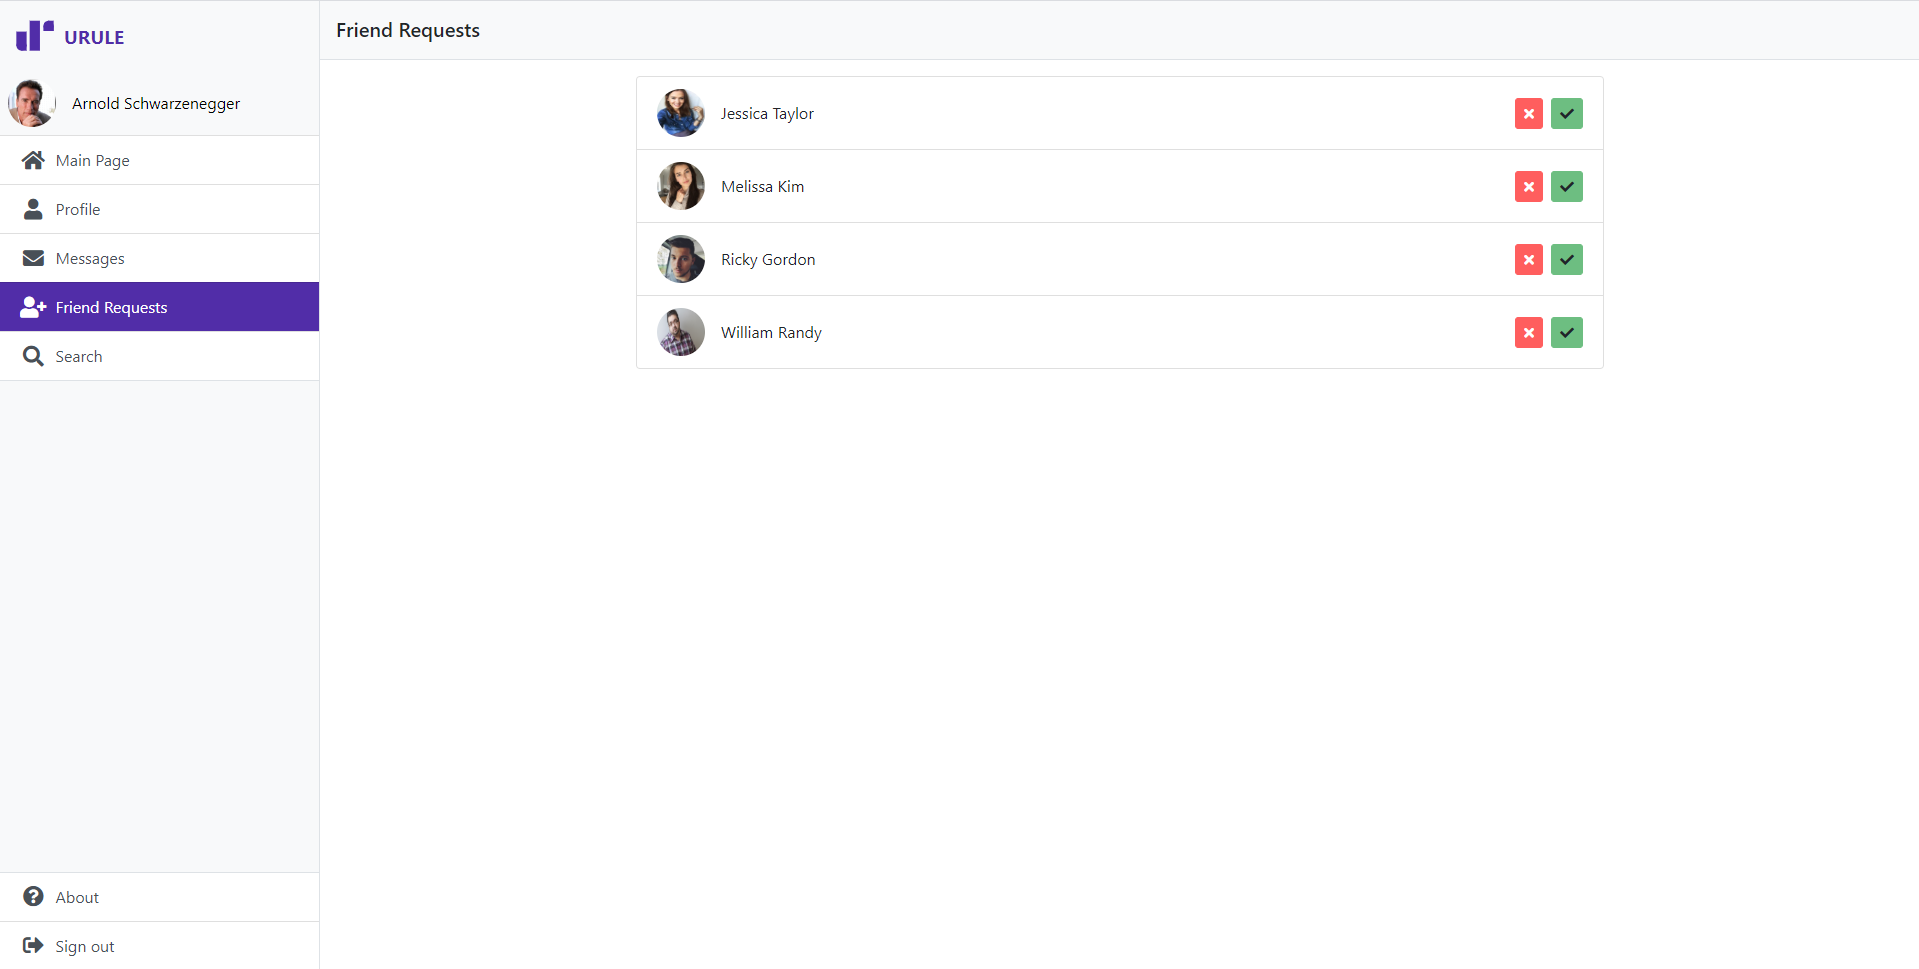 URULE
Arnold Schwarzenegger
Main Page
Profile
Messages
Friend Requests
Search
About
Sign out
Friend Requests
Jessica Taylor
Melissa Kim
Ricky Gordon
William Randy